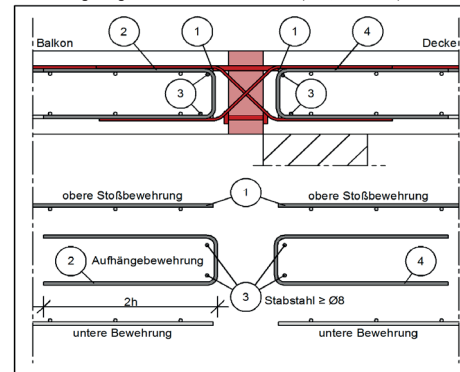 2 1 1 4
Balkon Decke
3 3
obere Stoßbewehrung 1 obere Stoßbewehrung
2 Aufhängebewehrung 4
2h 3 Stabstahl ≥ Ø8
untere Bewehrung untere Bewehrung